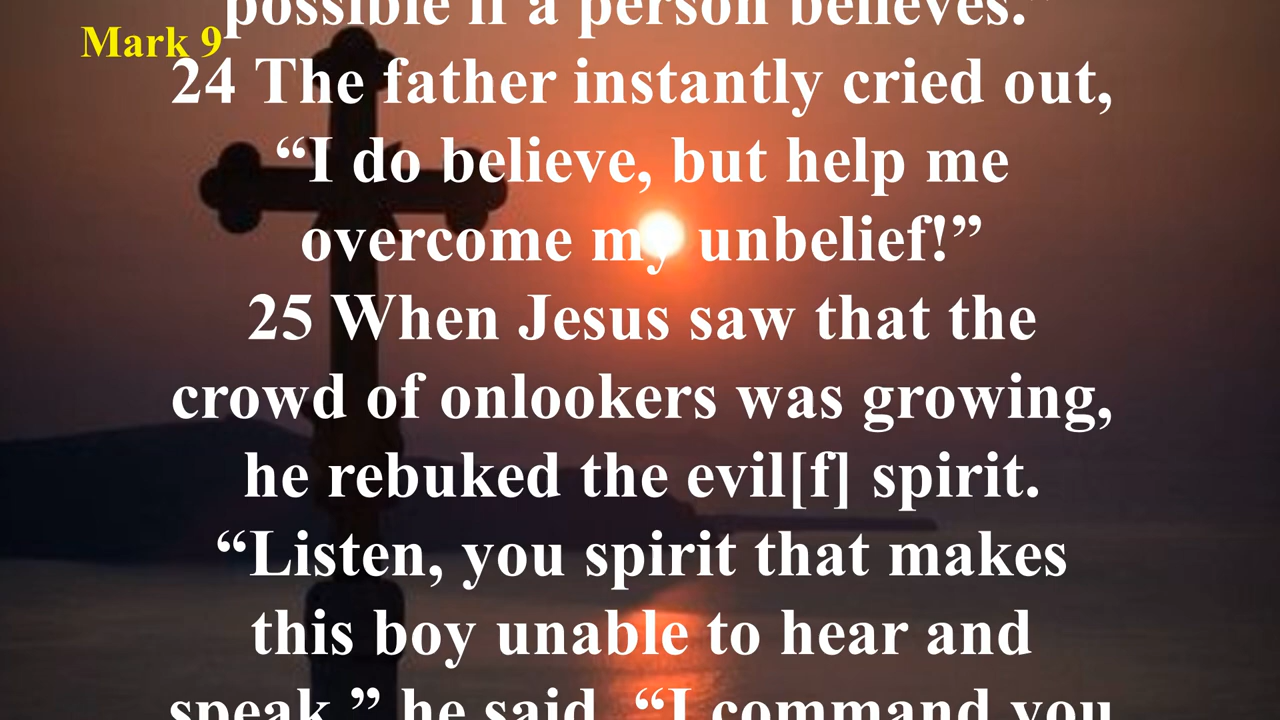 possible if a person believes.”
Mark 9
24 The father instantly cried out,
“I do believe, but help me
overcome my unbelief!”
25 When Jesus saw that the
crowd of onlookers was growing,
he rebuked the evil[f] spirit.
“Listen, you spirit that makes
this boy unable to hear and
speak,” he said. “I command you